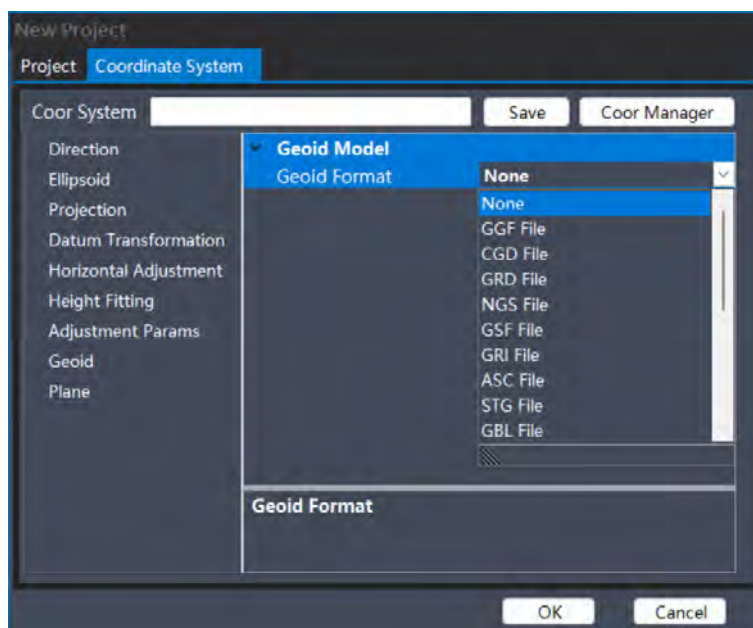 New Project
Project Coordinate System
Coor System Save Coor Manager
Direction
Ellipsoid
Projection
Datum Transformation
Horizontal Adjustment
Height Fitting
Adjustment Params
Geoid
Plane
Geoid Model
Geoid Format None
None
GGF File
CGD File
GRD File
NGS File
GSF File
GRI File
ASC File
STG File
GBL File
Geoid Format
OK Cancel